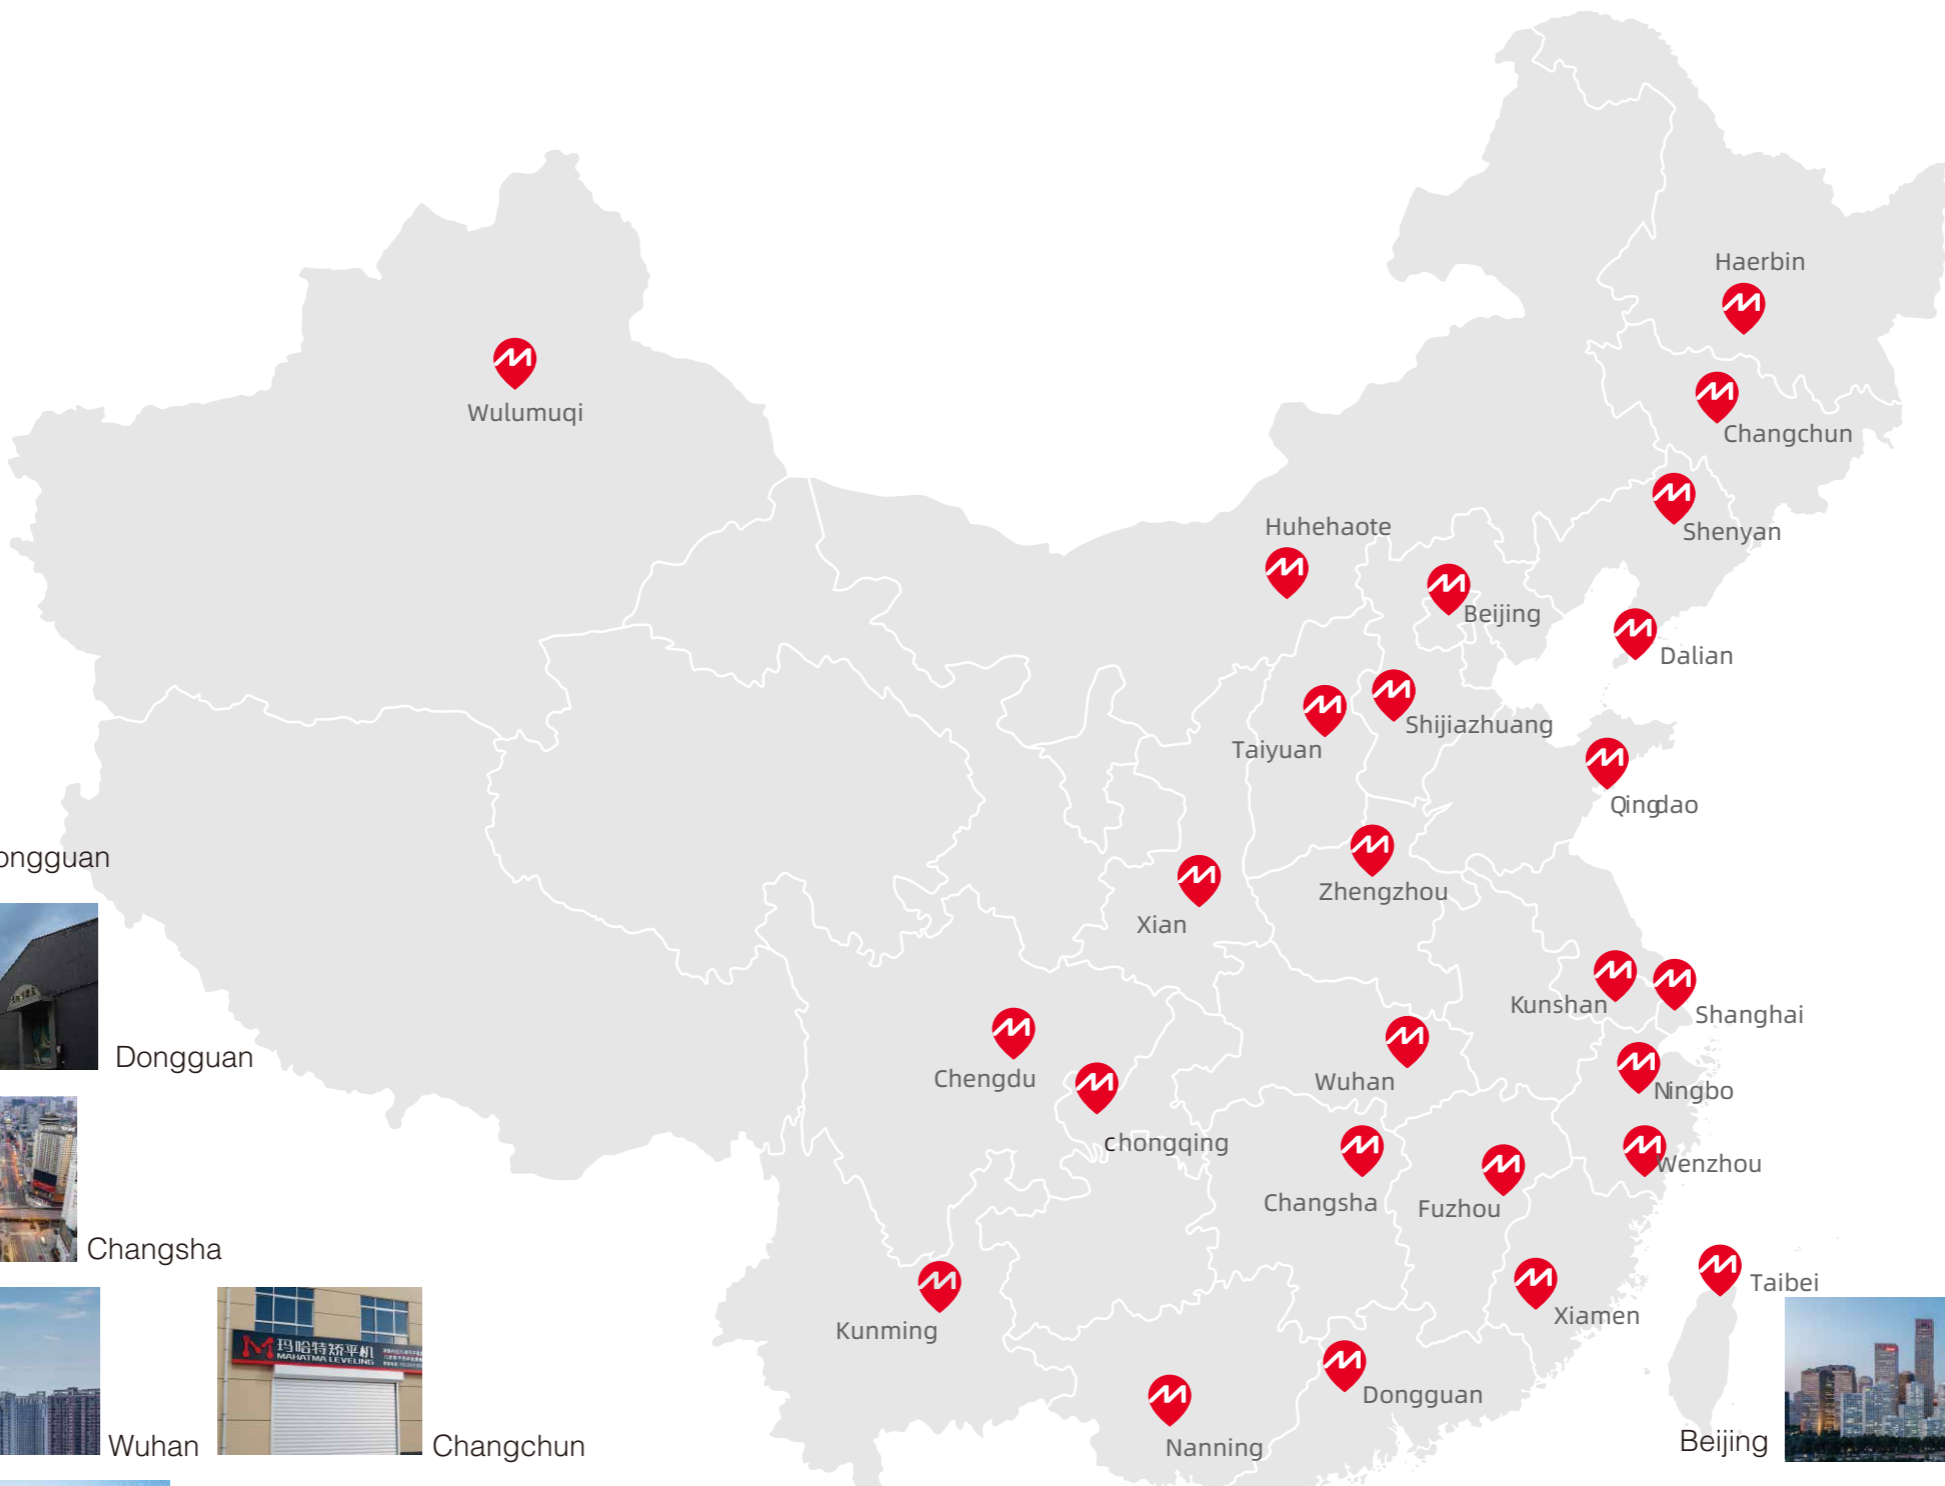 Haerbin
Wulumuqi
Changchun
Shenyan
Huhehaote
Beijing
Dalian
Shijiazhuang
Taiyuan
Qingdao
ongguan
Zhengzhou
Xian
Kunshan
Shanghai
Dongguan
Chengdu
Wuhan
Ningbo
chongqing
Wenzhou
Changsha
Fuzhou
Changsha
Taibei
Xiamen
Kunming
玛哈特矫平机
MAHATMA LEVELING
Dongguan
Nanning
Beijing
Wuhan
Changchun